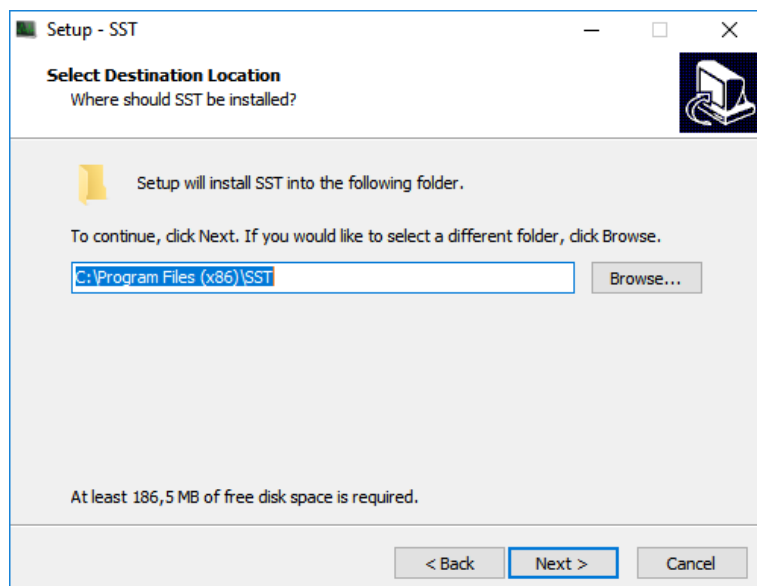 Setup - SST
Select Destination Location
Where should SST be installed?
Setup will install SST into the following folder.
To continue, click Next. If you would like to select a different folder, click Browse.
C:\Program Files (x86)\SST
Browse...
At least 186,5 MB of free disk space is required.
< Back
Next >
Cancel